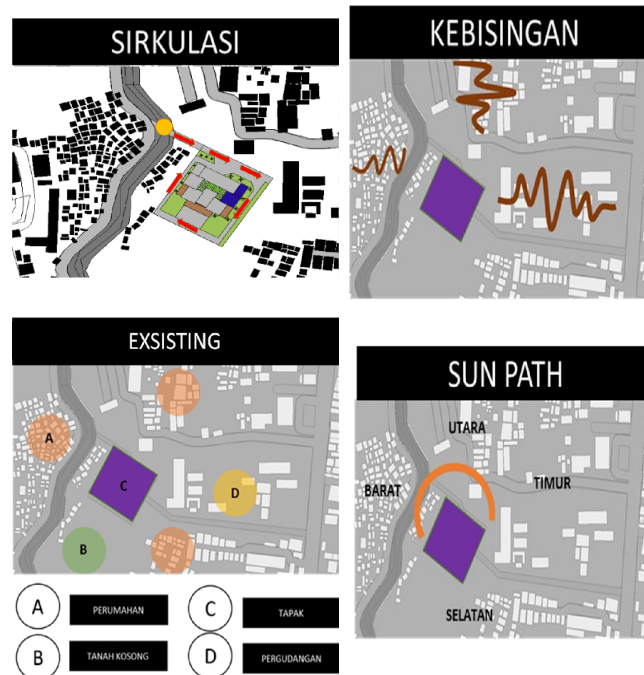 SIRKULASI
KEBISINGAN
EXSISTING
A
C
D
B
A
PERUMAHAN
C
TAPAK
B
TANAH KOSONG
D
PERGUDANGAN
SUN PATH
UTARA
BARAT
TIMUR
SELATAN